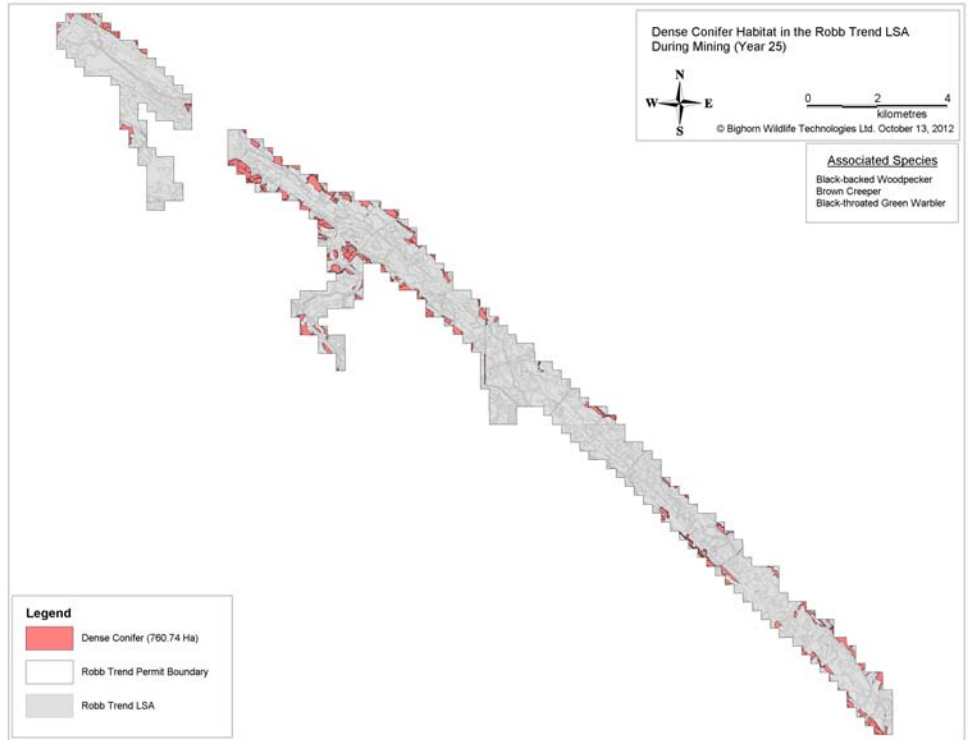 Dense Conifer Habitat in the Robb Trend LSA
During Mining (Year 25)
N
W E
S
0 2 4
kilometres
© Bighorn Wildlife Technologies Ltd. October 13, 2012
Associated Species
Black-backed Woodpecker
Brown Creeper
Black-throated Green Warbler
Legend
Dense Conifer (760.74 Ha)
Robb Trend Permit Boundary
Robb Trend LSA